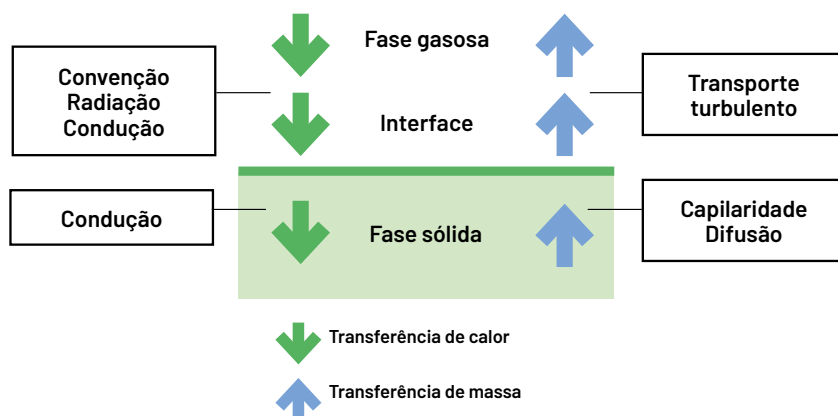 Fase gasosa
Convenção
Radiação
Condução
Transporte
turbulento
Interface
Condução
Fase sólida
Capilaridade
Difusão
Transferência de calor
Transferência de massa